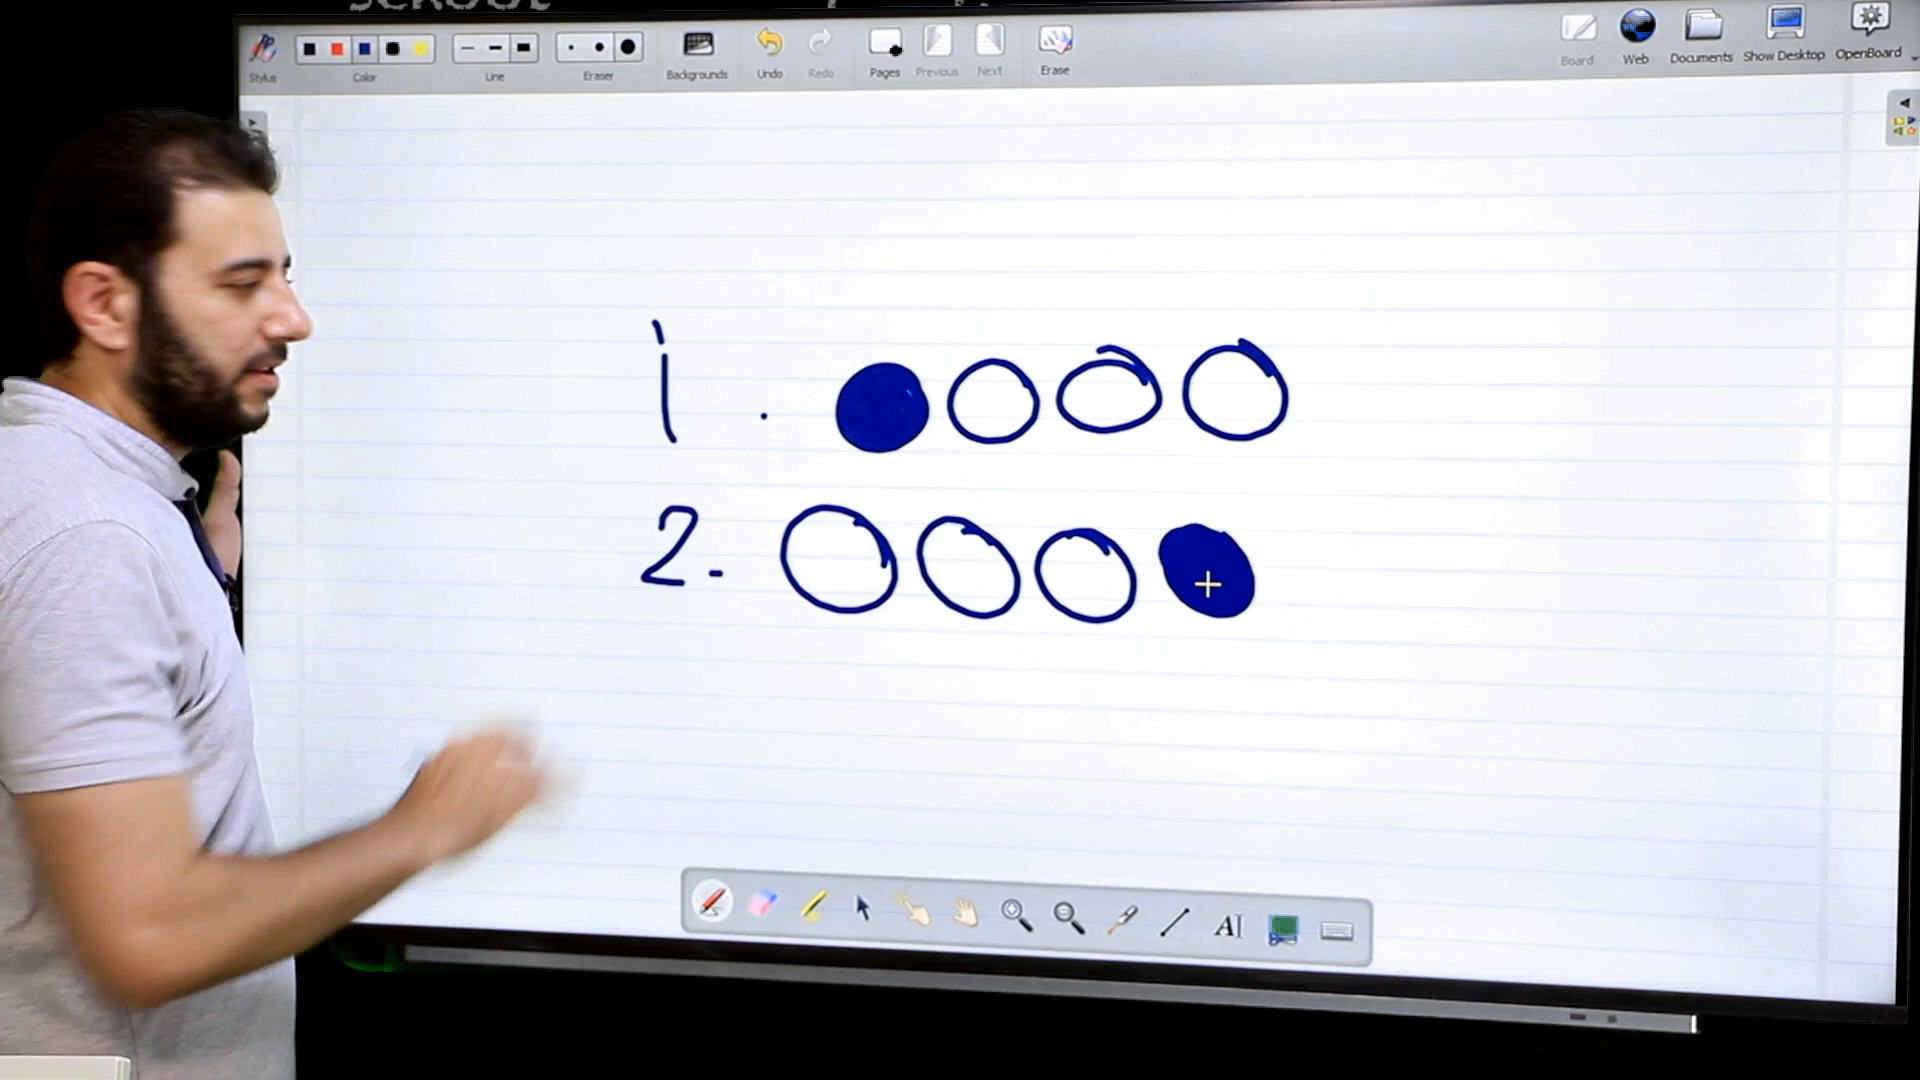 Stylus Color Line Eraser Backgrounds Undo Redo Pages Previous Next Erase Board Web Documents Show Desktop OpenBoard
1.
2-
AI